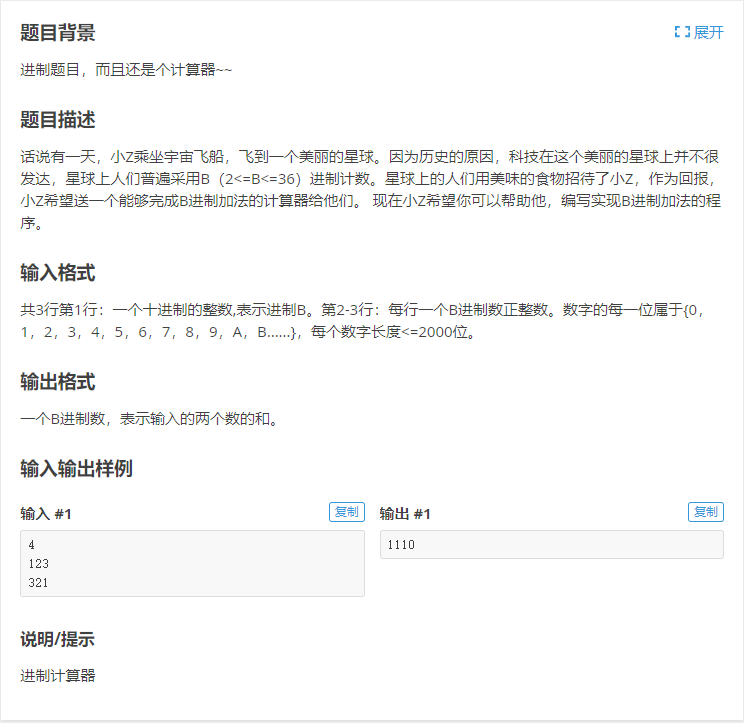 题目背景
展开
进制题目，而且还是个计算器~~
题目描述
话说有一天，小Z乘坐宇宙飞船，飞到一个美丽的星球。因为历史的原因，科技在这个美丽的星球上并不很
发达，星球上人们普遍采用B（2<=B<=36）进制计数。星球上的人们用美味的食物招待了小Z，作为回报，
小Z希望送一个能够完成B进制加法的计算器给他们。 现在小Z希望你可以帮助他，编写实现B进制加法的程
序。
输入格式
共3行第1行：一个十进制的整数,表示进制B。第2-3行：每行一个B进制数正整数。数字的每一位属于{0，
1，2，3，4，5，6，7，8，9，A，B……}，每个数字长度<=2000位。
输出格式
一个B进制数，表示输入的两个数的和。
输入输出样例
输入 #1
复制
4
123
321
输出 #1
复制
1110
说明/提示
进制计算器